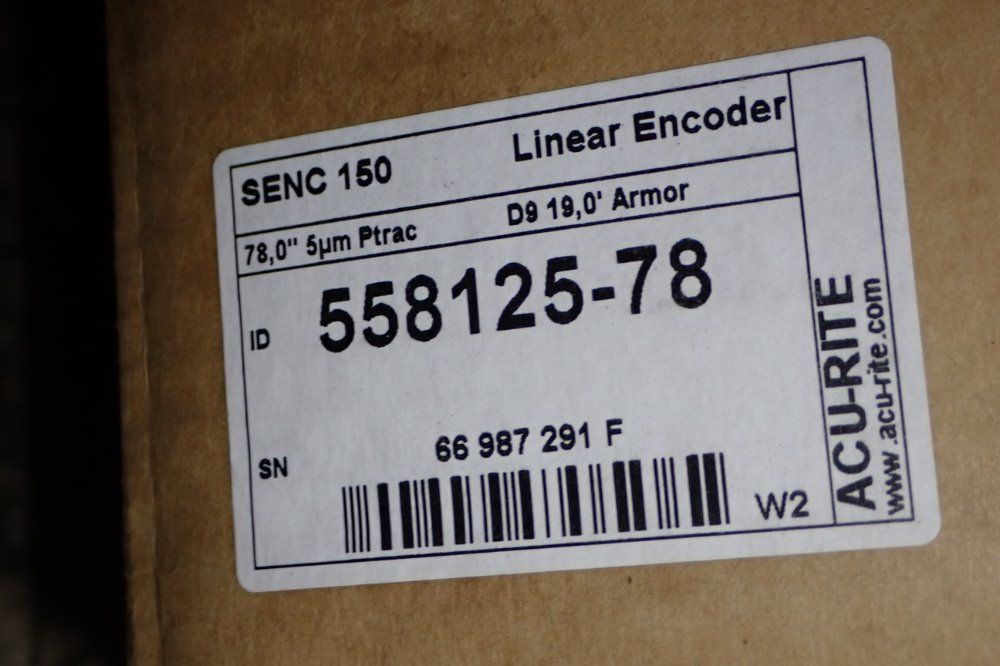 SENC 150 Linear Encoder
78,0" 5µm Ptrac D9 19,0' Armor
ID 558125-78
SN 66 987 291 F
W2
ACU-RITE
www.acu-rite.com